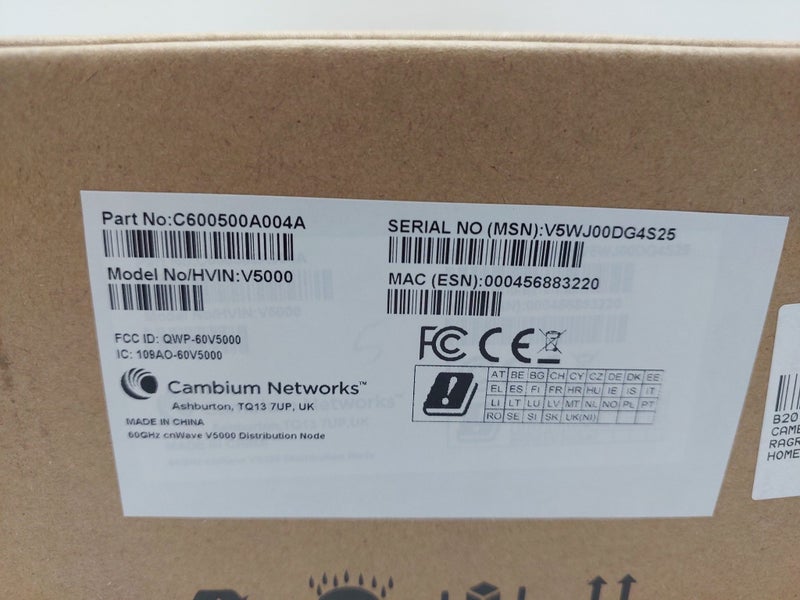 Part No:C600500A004A
Model No/HVIN:V5000
FCC ID: QWP-60V5000
IC: 109AO-60V5000
Cambium Networks™
Ashburton, TQ13 7UP, UK
MADE IN CHINA
60GHz cnWave V5000 Distribution Node
SERIAL NO (MSN):V5WJ00DG4S25
MAC (ESN):000456883220
FC CE
AT BE BG CH CY CZ DE DK EE
EL ES FI FR HR HU IE IS IT
LI LT LU LV MT NL NO PL PT
RO SE SI SK UK(NI)
B20
CAMB
RAGR
HOME